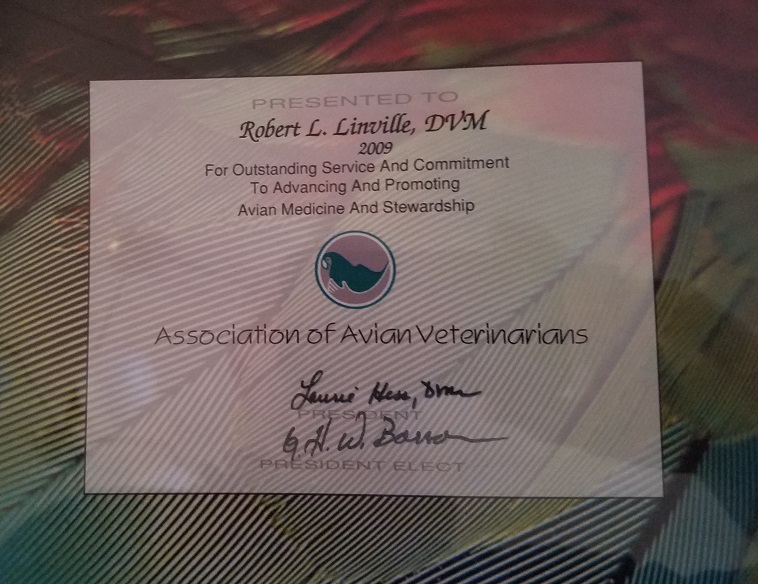 PRESENTED TO
Robert L. Linville, DVM
2009
For Outstanding Service And Commitment
To Advancing And Promoting
Avian Medicine And Stewardship
Association of Avian Veterinarians
Laurie Hess, DVM
PRESIDENT
G. H. W.
PRESIDENT ELECT